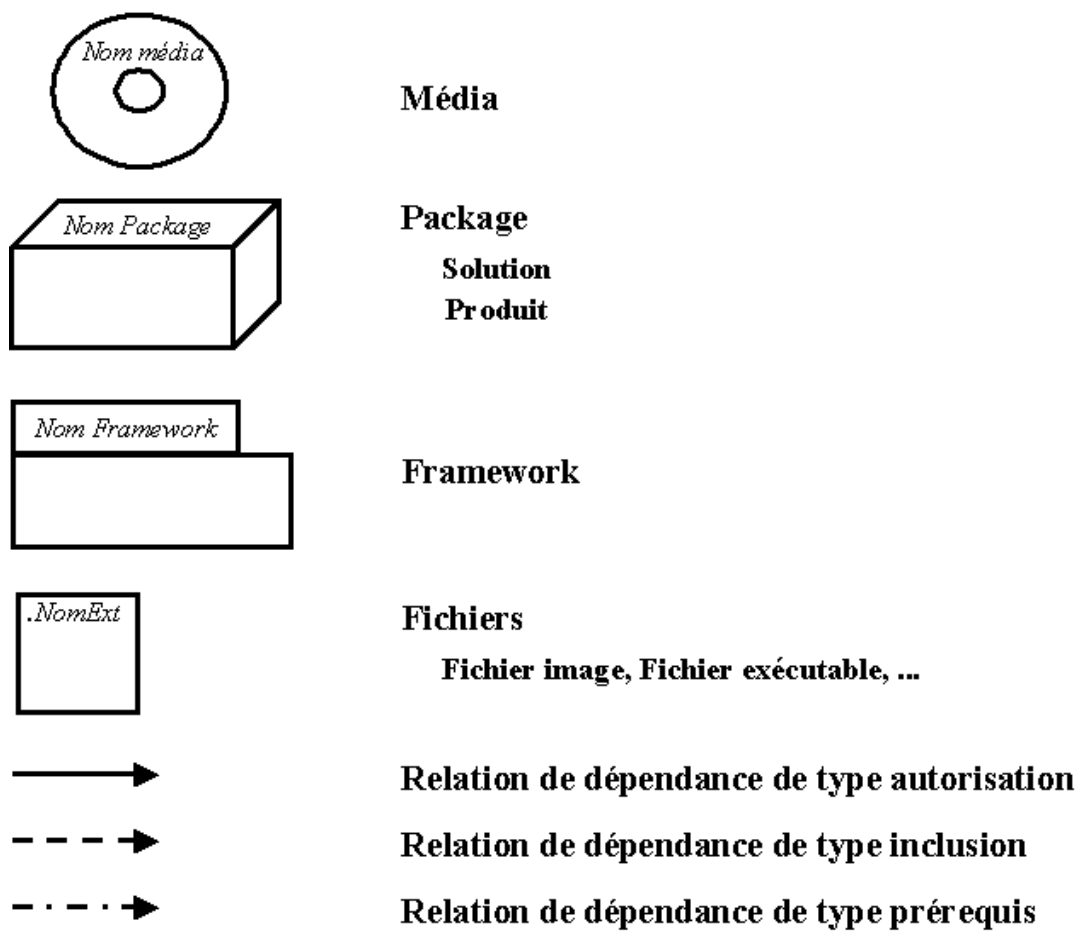 Nom média
Média
Nom Package
Package
Solution
Produit
Nom Framework
Framework
.NomExt
Fichiers
Fichier image, Fichier exécutable, ...
Relation de dépendance de type autorisation
Relation de dépendance de type inclusion
Relation de dépendance de type prérequis